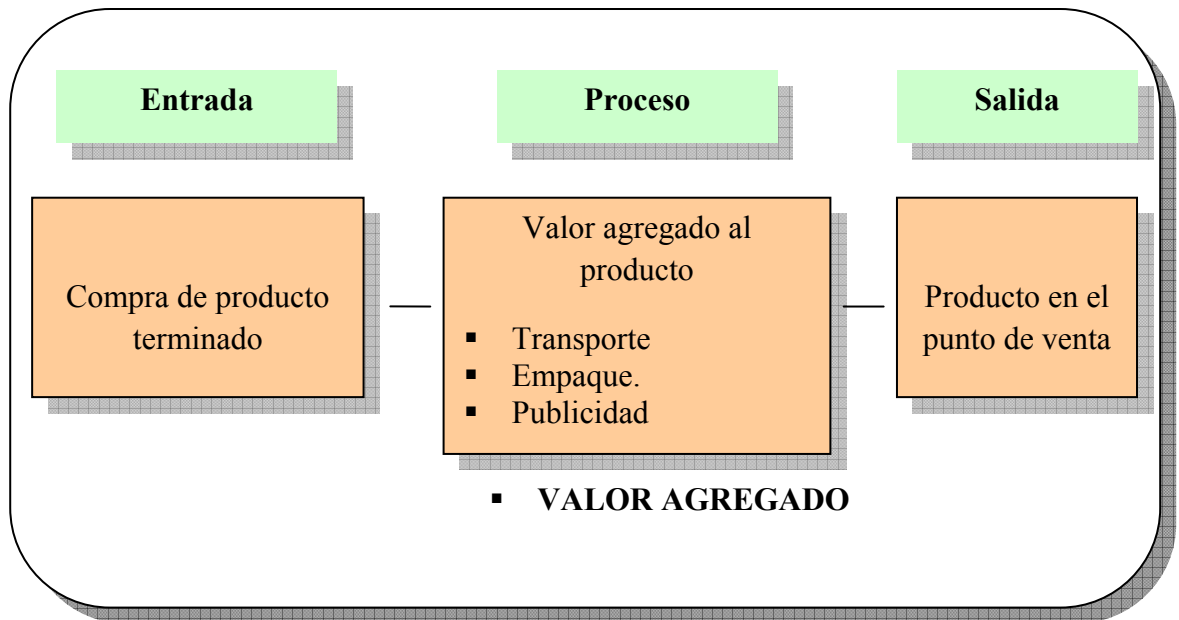 Entrada
Proceso
Salida
Compra de producto
terminado
Valor agregado al
producto
▪ Transporte
▪ Empaque.
▪ Publicidad
Producto en el
punto de venta
▪ VALOR AGREGADO